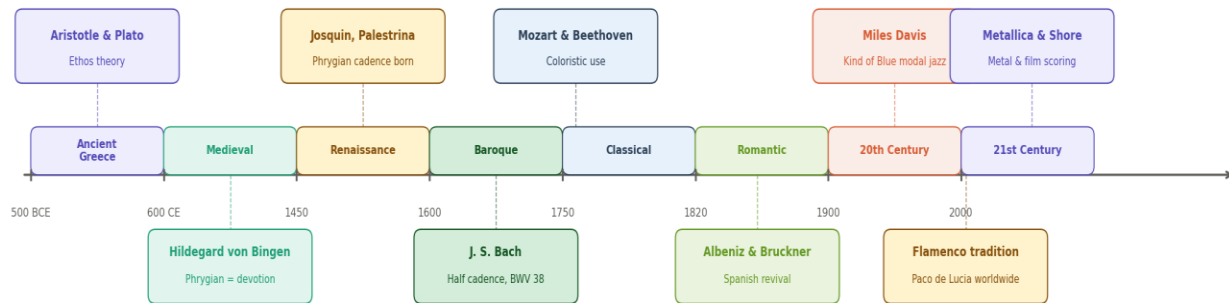 Aristotle & Plato
Ethos theory
Josquin, Palestrina
Phrygian cadence born
Mozart & Beethoven
Coloristic use
Miles Davis
Kind of Blue modal jazz
Metallica & Shore
Metal & film scoring
Ancient
Greece
Medieval
Renaissance
Baroque
Classical
Romantic
20th Century
21st Century
500 BCE
600 CE
1450
1600
1750
1820
1900
2000
Hildegard von Bingen
Phrygian = devotion
J. S. Bach
Half cadence, BWV 38
Albeniz & Bruckner
Spanish revival
Flamenco tradition
Paco de Lucia worldwide